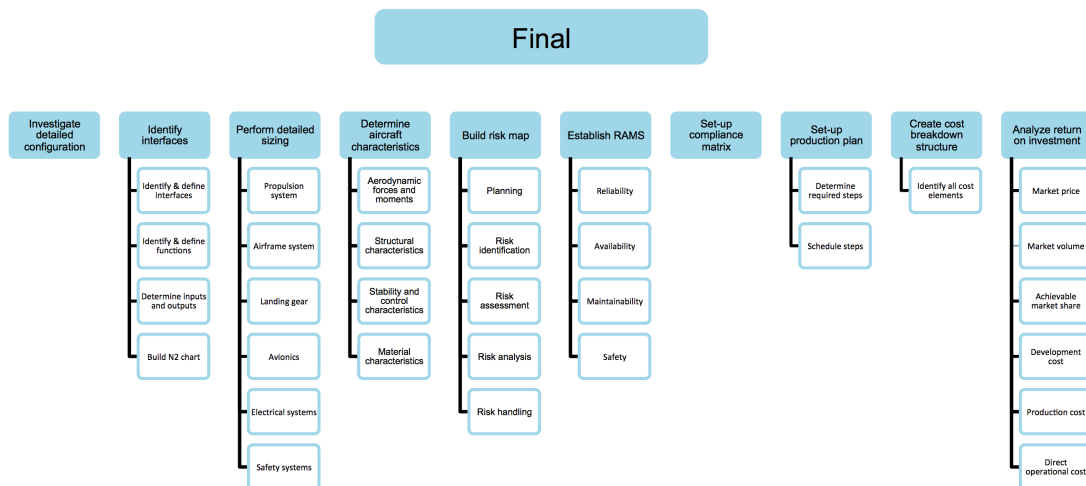 Final
Investigate
detailed
configuration
Identify
interfaces
Identify & define
interfaces
Identify & define
functions
Determine inputs
and outputs
Build N2 chart
Perform detailed
sizing
Propulsion
system
Airframe system
Landing gear
Avionics
Electrical systems
Safety systems
Determine
aircraft
characteristics
Aerodynamic
forces and
moments
Structural
characteristics
Stability and
control
characteristics
Material
characteristics
Build risk map
Planning
Risk
identification
Risk
assessment
Risk analysis
Risk handling
Establish RAMS
Reliability
Availability
Maintainability
Safety
Set-up
compliance
matrix
Set-up
production plan
Determine
required steps
Schedule steps
Create cost
breakdown
structure
Identify all cost
elements
Analyze return
on investment
Market price
Market volume
Achievable
market share
Development
cost
Production cost
Direct
operational cost